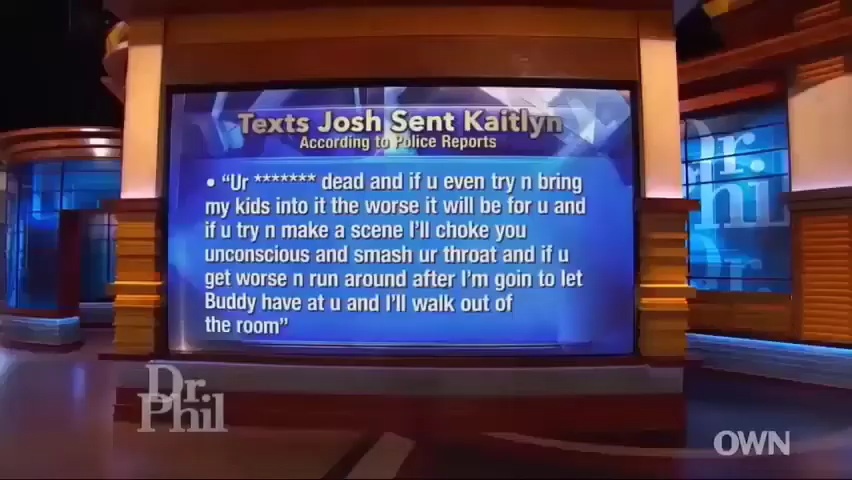 Texts Josh Sent Kaitlyn
According to Police Reports
• “Ur ******* dead and if u even try n bring
my kids into it the worse it will be for u and
if u try n make a scene I’ll choke you
unconscious and smash ur throat and if u
get worse n run around after I’m goin to let
Buddy have at u and I’ll walk out of
the room”
Dr.
Phil
Dr.
Dr.
Phil
OWN